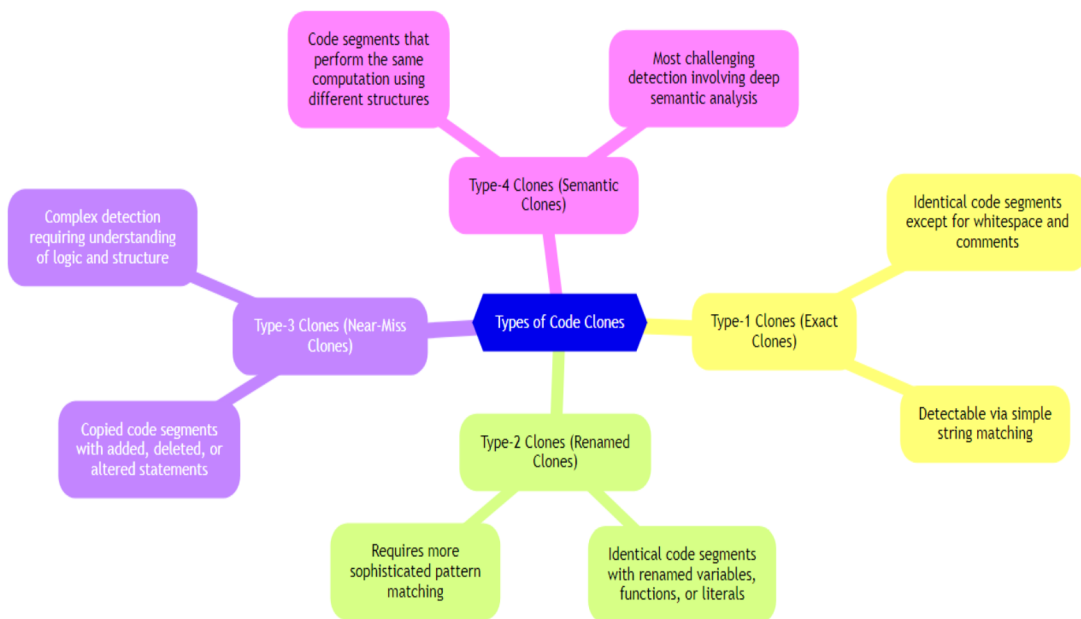 Code segments that
perform the same
computation using
different structures
Most challenging
detection involving deep
semantic analysis
Type-4 Clones (Semantic
Clones)
Identical code segments
except for whitespace and
comments
Complex detection
requiring understanding
of logic and structure
Type-3 Clones (Near-Miss
Clones)
Types of Code Clones
Type-1 Clones (Exact
Clones)
Copied code segments
with added, deleted, or
altered statements
Detectable via simple
string matching
Type-2 Clones (Renamed
Clones)
Requires more
sophisticated pattern
matching
Identical code segments
with renamed variables,
functions, or literals